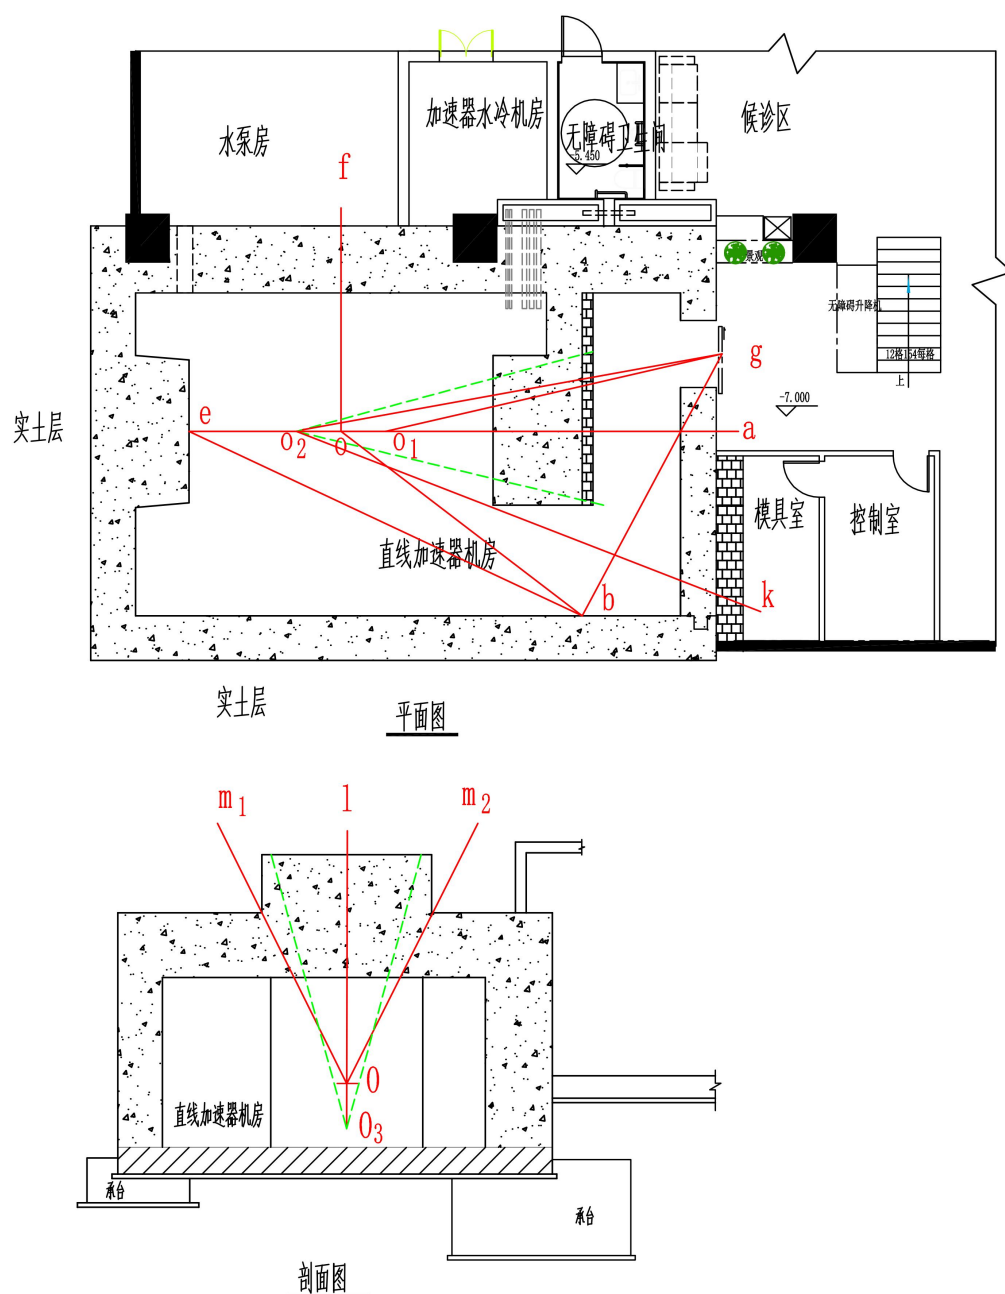 加速器水冷机房
候诊区
水泵房
无障碍卫生间
-5.450
f
景观
无障碍升降机
12格154每格
上
g
-7.000
e
实土层
o2
o
o1
a
模具室
控制室
直线加速器机房
b
k
实土层
平面图
m1
l
m2
O
直线加速器机房
O3
承台
承台
剖面图